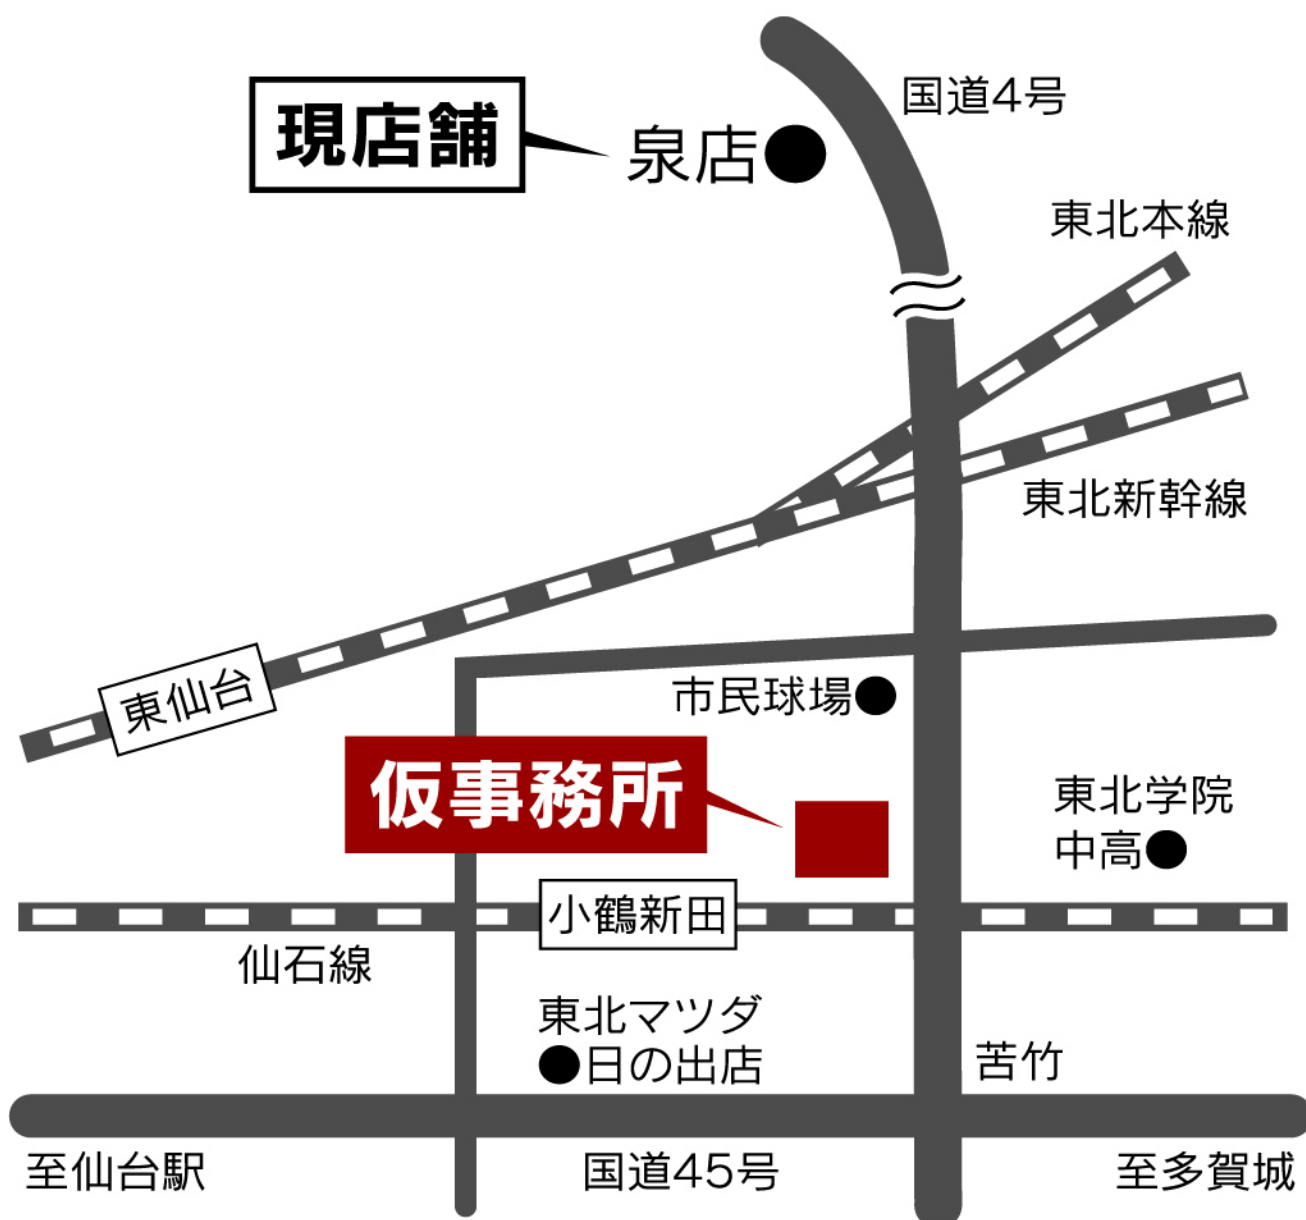 国道4号
現店舗
泉店
東北本線
東北新幹線
東仙台
市民球場
仮事務所
東北学院
中高
小鶴新田
仙石線
東北マツダ
日の出店
苦竹
至仙台駅
国道45号
至多賀城